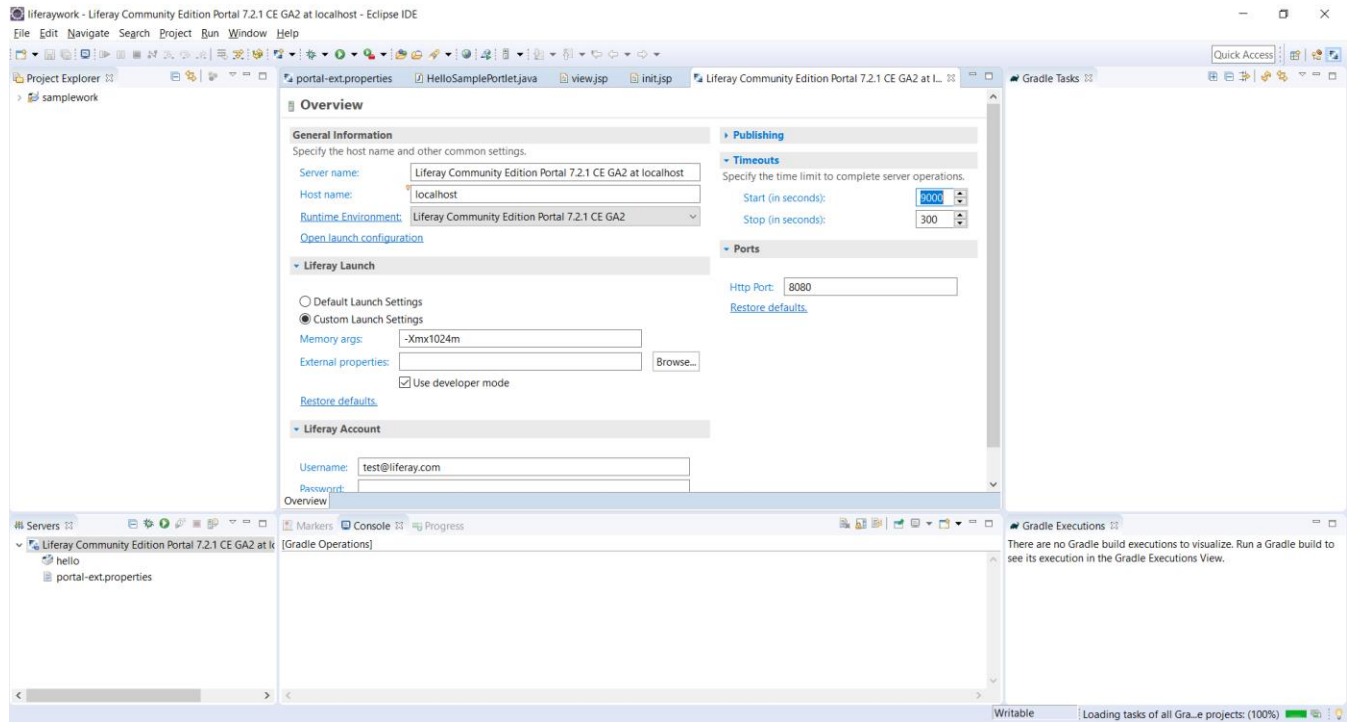 liferaywork - Liferay Community Edition Portal 7.2.1 CE GA2 at localhost - Eclipse IDE
File Edit Navigate Search Project Run Window Help
Quick Access
Project Explorer
samplework
portal-ext.properties HelloSamplePortlet.java view.jsp init.jsp Liferay Community Edition Portal 7.2.1 CE GA2 at l...
Overview
General Information
Specify the host name and other common settings.
Server name: Liferay Community Edition Portal 7.2.1 CE GA2 at localhost
Host name: localhost
Runtime Environment: Liferay Community Edition Portal 7.2.1 CE GA2
Open launch configuration
Liferay Launch
Default Launch Settings
Custom Launch Settings
Memory args: -Xmx1024m
External properties: Browse...
Use developer mode
Restore defaults.
Liferay Account
Username: test@liferay.com
Password:
Overview
Publishing
Timeouts
Specify the time limit to complete server operations.
Start (in seconds): 9000
Stop (in seconds): 300
Ports
Http Port: 8080
Restore defaults.
Gradle Tasks
Servers
Liferay Community Edition Portal 7.2.1 CE GA2 at lo
hello
portal-ext.properties
Markers Console Progress
[Gradle Operations]
Gradle Executions
There are no Gradle build executions to visualize. Run a Gradle build to
see its execution in the Gradle Executions View.
Writable Loading tasks of all Gra...e projects: (100%)